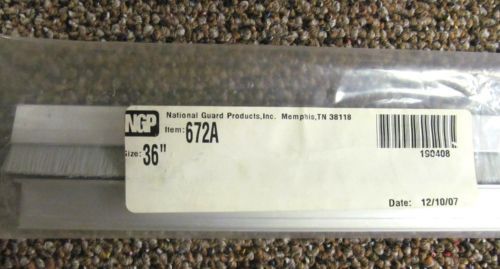 NGP National Guard Products,Inc. Memphis,TN 38118
Item: 672A
Size: 36"
1S0408
Date: 12/10/07